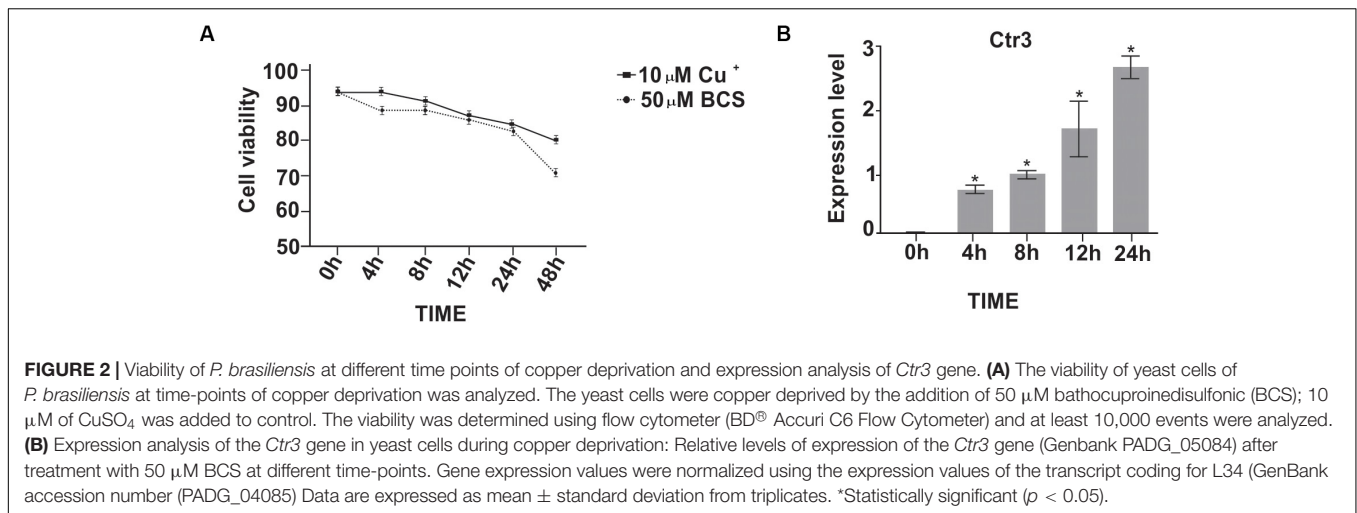 A
100
90
80
70
60
50
Cell viability
0h 4h 8h 12h 24h 48h
TIME
10 μM Cu +
50 μM BCS
B
Ctr3
3
2
1
0
Expression level
* * * *
0h 4h 8h 12h 24h
TIME
FIGURE 2 | Viability of P. brasiliensis at different time points of copper deprivation and expression analysis of Ctr3 gene. (A) The viability of yeast cells of
P. brasiliensis at time-points of copper deprivation was analyzed. The yeast cells were copper deprived by the addition of 50 μM bathocuproinedisulfonic (BCS); 10
μM of CuSO₄ was added to control. The viability was determined using flow cytometer (BD® Accuri C6 Flow Cytometer) and at least 10,000 events were analyzed.
(B) Expression analysis of the Ctr3 gene in yeast cells during copper deprivation: Relative levels of expression of the Ctr3 gene (Genbank PADG_05084) after
treatment with 50 μM BCS at different time-points. Gene expression values were normalized using the expression values of the transcript coding for L34 (GenBank
accession number (PADG_04085) Data are expressed as mean ± standard deviation from triplicates. *Statistically significant (p < 0.05).